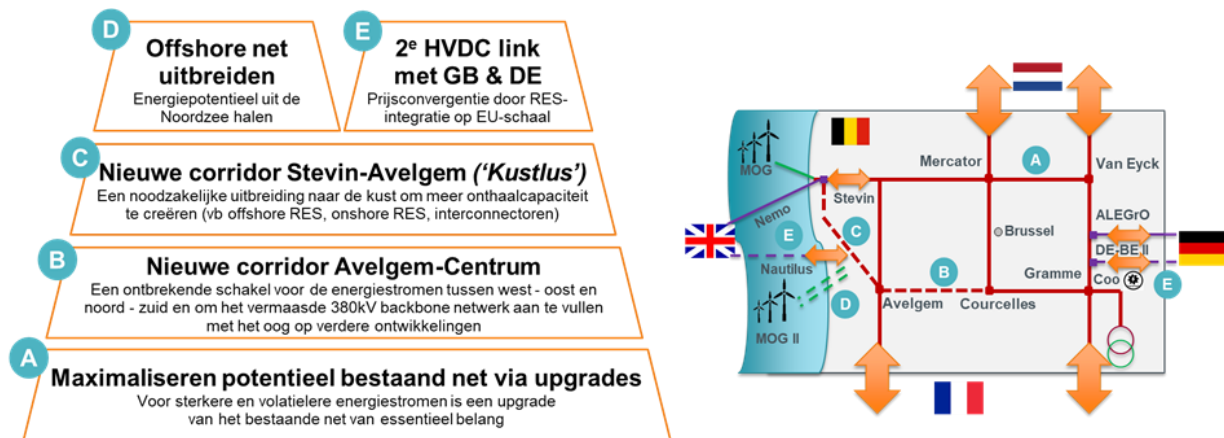 D
Offshore net
uitbreiden
Energiepotentieel uit de
Noordzee halen
E
2e HVDC link
met GB & DE
Prijsconvergentie door RES-
integratie op EU-schaal
C
Nieuwe corridor Stevin-Avelgem (‘Kustlus’)
Een noodzakelijke uitbreiding naar de kust om meer onthaalcapaciteit
te creëren (vb offshore RES, onshore RES, interconnectoren)
B
Nieuwe corridor Avelgem-Centrum
Een ontbrekende schakel voor de energiestromen tussen west - oost en
noord - zuid en om het vermaasde 380kV backbone netwerk aan te vullen
met het oog op verdere ontwikkelingen
A
Maximaliseren potentieel bestaand net via upgrades
Voor sterkere en volatielere energiestromen is een upgrade
van het bestaande net van essentieel belang
MOG
Mercator
A
Van Eyck
Stevin
Nemo
ALEGrO
C
Brussel
E
DE-BE II
Nautilus
B
Gramme
Coo
E
D
Avelgem
Courcelles
MOG II